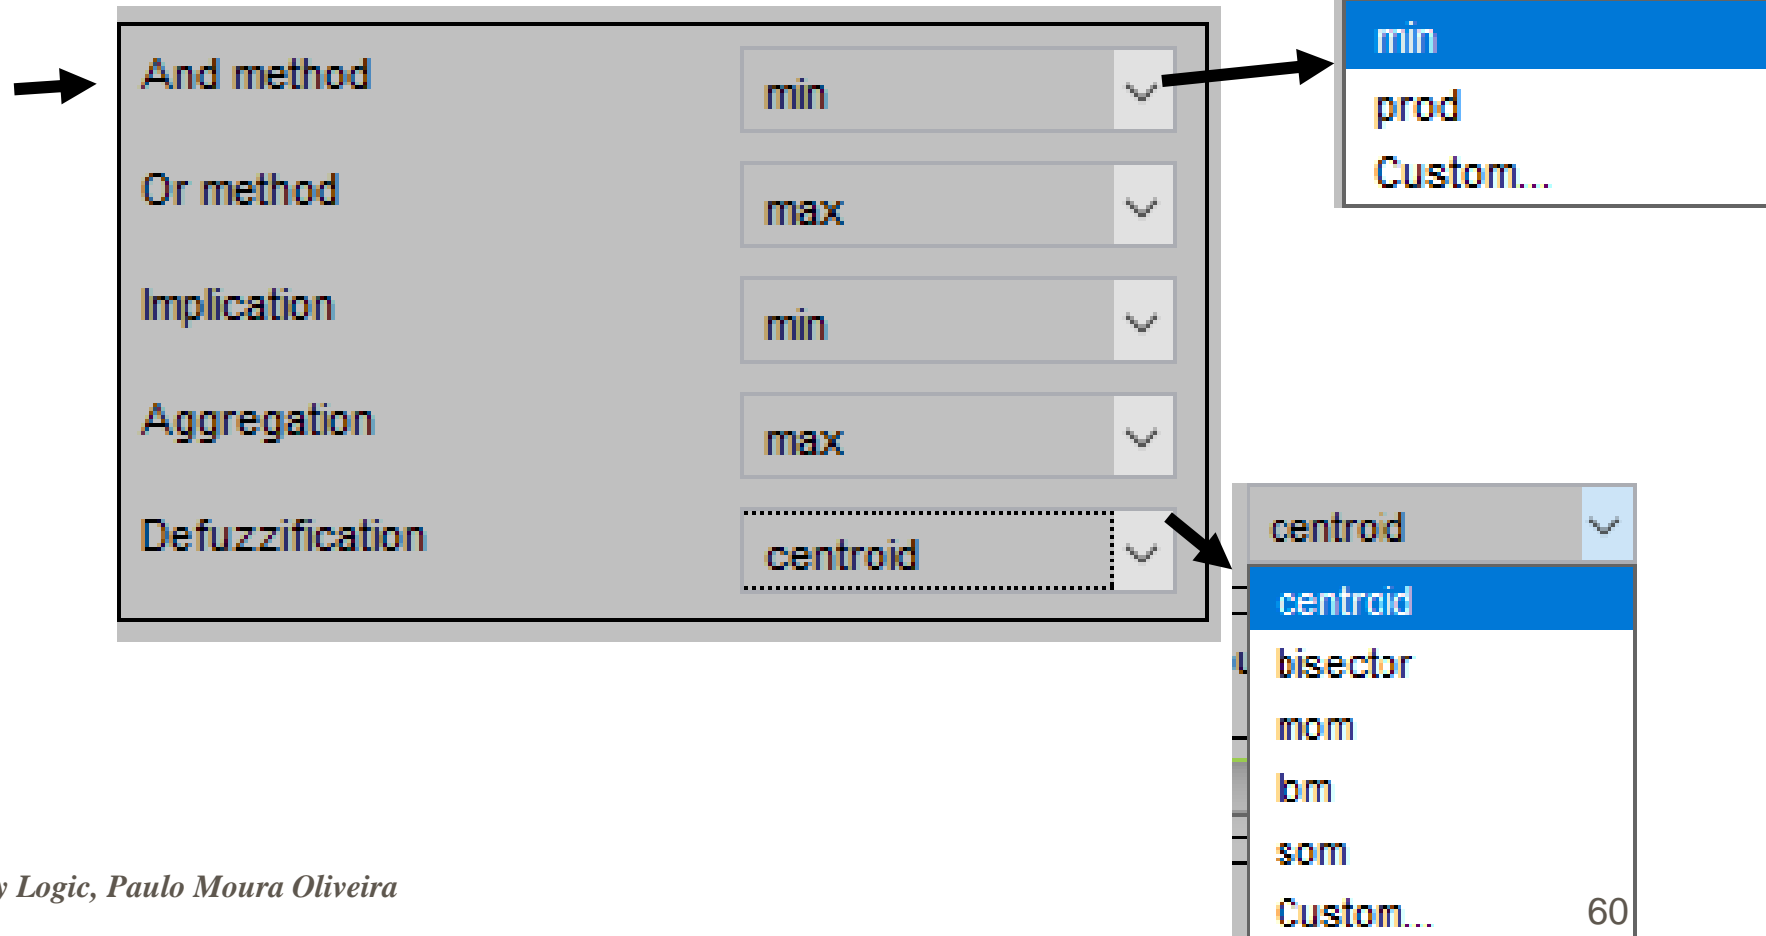 And method
min
Or method
max
Implication
min
Aggregation
max
Defuzzification
centroid
min
prod
Custom...
centroid
centroid
bisector
mom
lom
som
Custom...
y Logic, Paulo Moura Oliveira
60